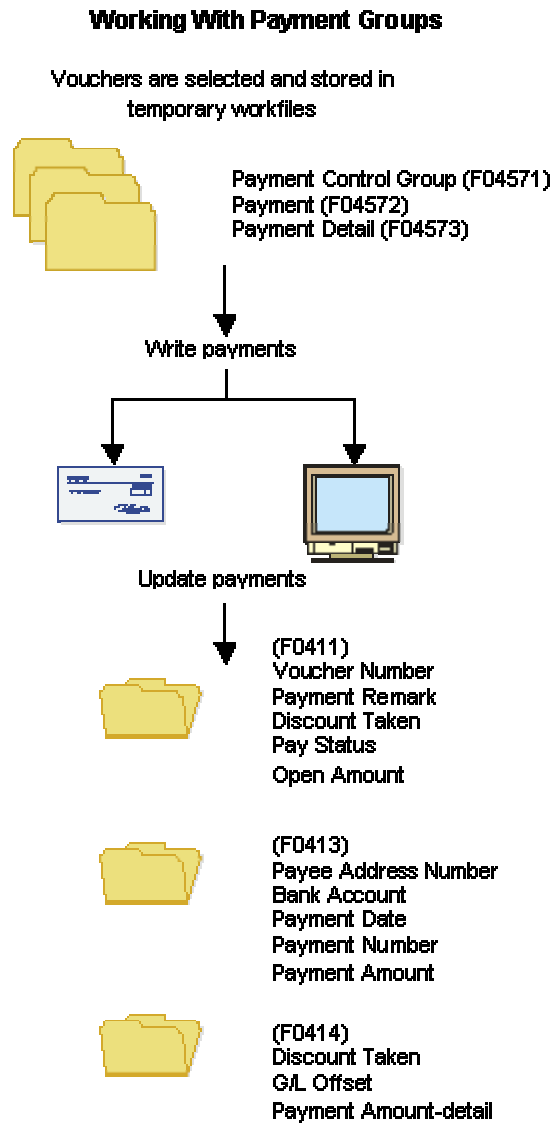 Working With Payment Groups
Vouchers are selected and stored in
temporary workfiles
Payment Control Group (F04571)
Payment (F04572)
Payment Detail (F04573)
Write payments
Update payments
(F0411)
Voucher Number
Payment Remark
Discount Taken
Pay Status
Open Amount
(F0413)
Payee Address Number
Bank Account
Payment Date
Payment Number
Payment Amount
(F0414)
Discount Taken
G/L Offset
Payment Amount-detail